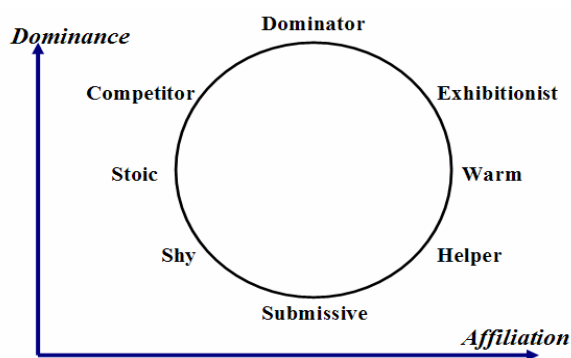 Dominator
Dominance
Competitor
Exhibitionist
Stoic
Warm
Shy
Helper
Submissive
Affiliation